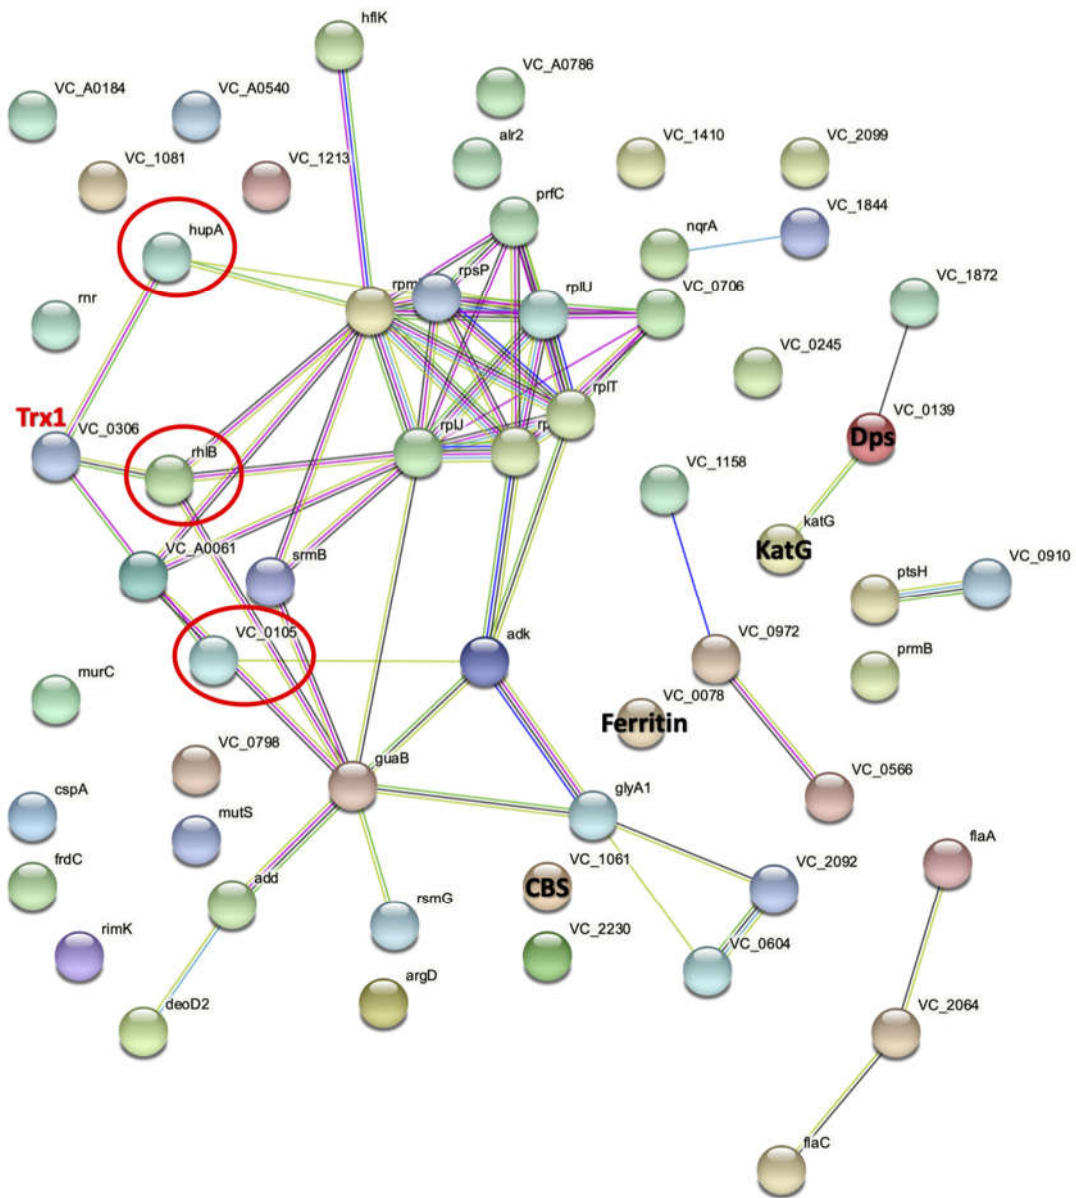 hflK
VC_A0184
VC_A0540
VC_A0786
VC_1081
VC_1213
alr2
VC_1410
VC_2099
hupA
prfC
nqrA
VC_1844
rpm
rpsP
rplU
VC_0706
VC_1872
rnr
VC_0245
rplT
Trx1
VC_0306
rhlB
rplJ
rp
VC_0139
Dps
VC_1158
katG
KatG
VC_A0061
srmB
ptsH
VC_0910
VC_0105
adk
VC_0972
prmB
murC
VC_0078
Ferritin
VC_0798
guaB
glyA1
VC_0566
cspA
mutS
flaA
frdC
add
rsmG
VC_1061
CBS
VC_2092
rimK
VC_2230
VC_0604
deoD2
argD
VC_2064
flaC